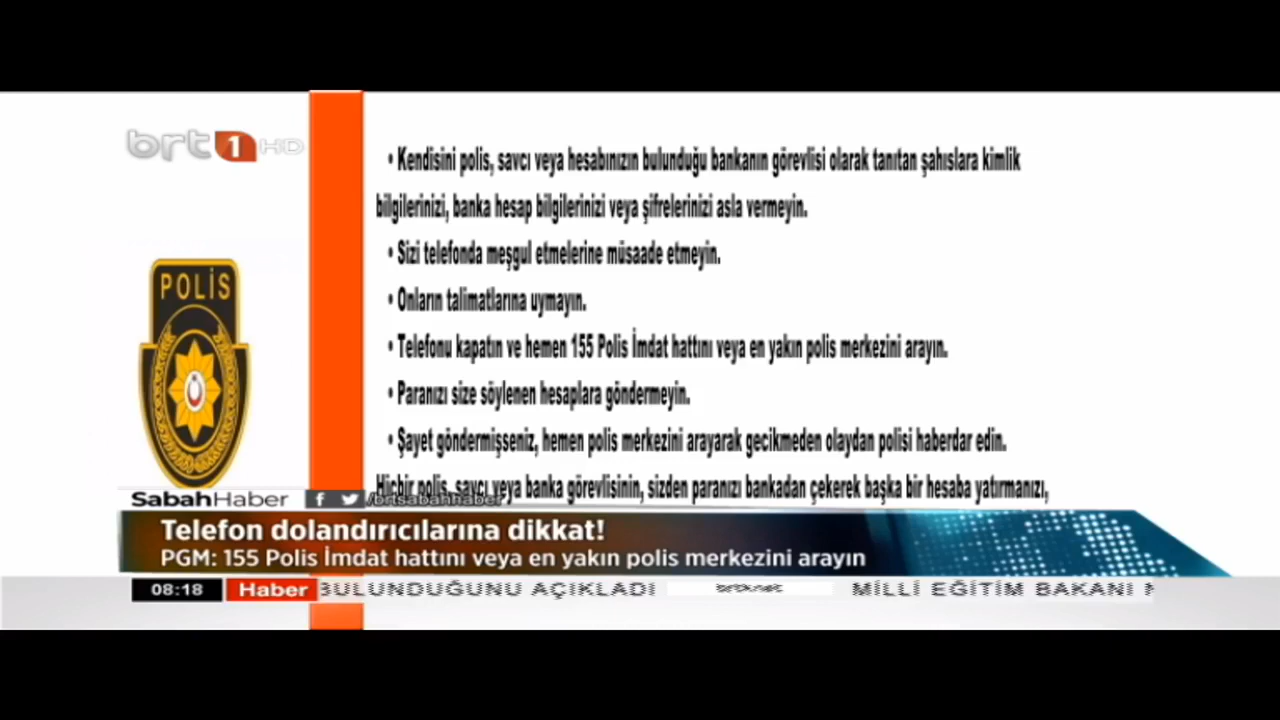 brt 1 HD
• Kendisini polis, savcı veya hesabınızın bulunduğu bankanın görevlisi olarak tanıtan şahıslara kimlik
bilgilerinizi, banka hesap bilgilerinizi veya şifrelerinizi asla vermeyin.
• Sizi telefonda meşgul etmelerine müsaade etmeyin.
• Onların talimatlarına uymayın.
• Telefonu kapatın ve hemen 155 Polis İmdat hattını veya en yakın polis merkezini arayın.
• Paranızı size söylenen hesaplara göndermeyin.
• Şayet göndermişseniz, hemen polis merkezini arayarak gecikmeden olaydan polisi haberdar edin.
Hiçbir polis, savcı veya banka görevlisinin, sizden paranızı bankadan çekerek başka bir hesaba yatırmanızı,
POLİS
SabahHaber f /brtsabahhaber
Telefon dolandırıcılarına dikkat!
PGM: 155 Polis İmdat hattını veya en yakın polis merkezini arayın
08:18 Haber BULUNDUĞUNU AÇIKLADI brtk.net MİLLİ EĞİTİM BAKANI